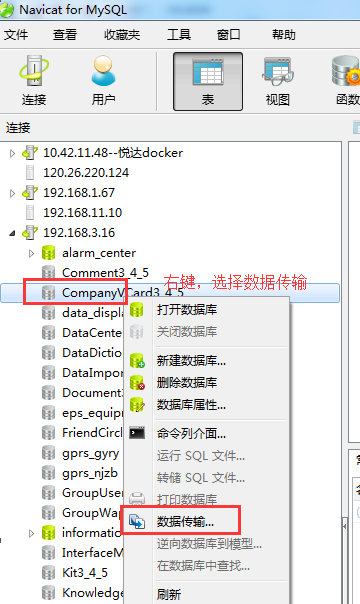 Navicat for MySQL
文件 查看 收藏夹 工具 窗口 帮助
连接 用户 表 视图 函数
连接
10.42.11.48--悦达docker
120.26.220.124
192.168.1.67
192.168.11.10
192.168.3.16
alarm_center
Comment3_4_5
右鍵，选择数据传输
CompanyVCard3_4_5
data_displa
打开数据库
DataCente
关闭数据库
DataDictio
新建数据库...
DataImpor
删除数据库
Document3
数据库属性...
eps_equipr
FriendCircl
命令列介面...
gprs_gyry
运行 SQL 文件...
gprs_njzb
转储 SQL 文件...
GroupUser
打印数据库
GroupWar
数据传输...
information
逆向数据库到模型...
InterfaceM
在数据库中查找...
Kit3_4_5
Knowledge
刷新